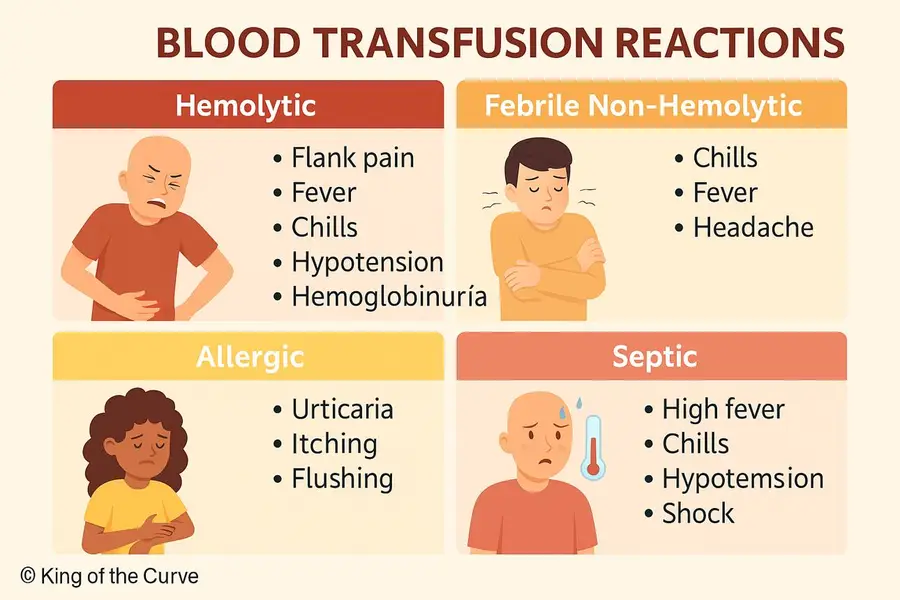 BLOOD TRANSFUSION REACTIONS
Hemolytic
• Flank pain
• Fever
• Chills
• Hypotension
• Hemoglobinuría
Febrile Non-Hemolytic
• Chills
• Fever
• Headache
Allergic
• Urticaria
• Itching
• Flushing
Septic
• High fever
• Chills
• Hypotemsion
• Shock
© King of the Curve